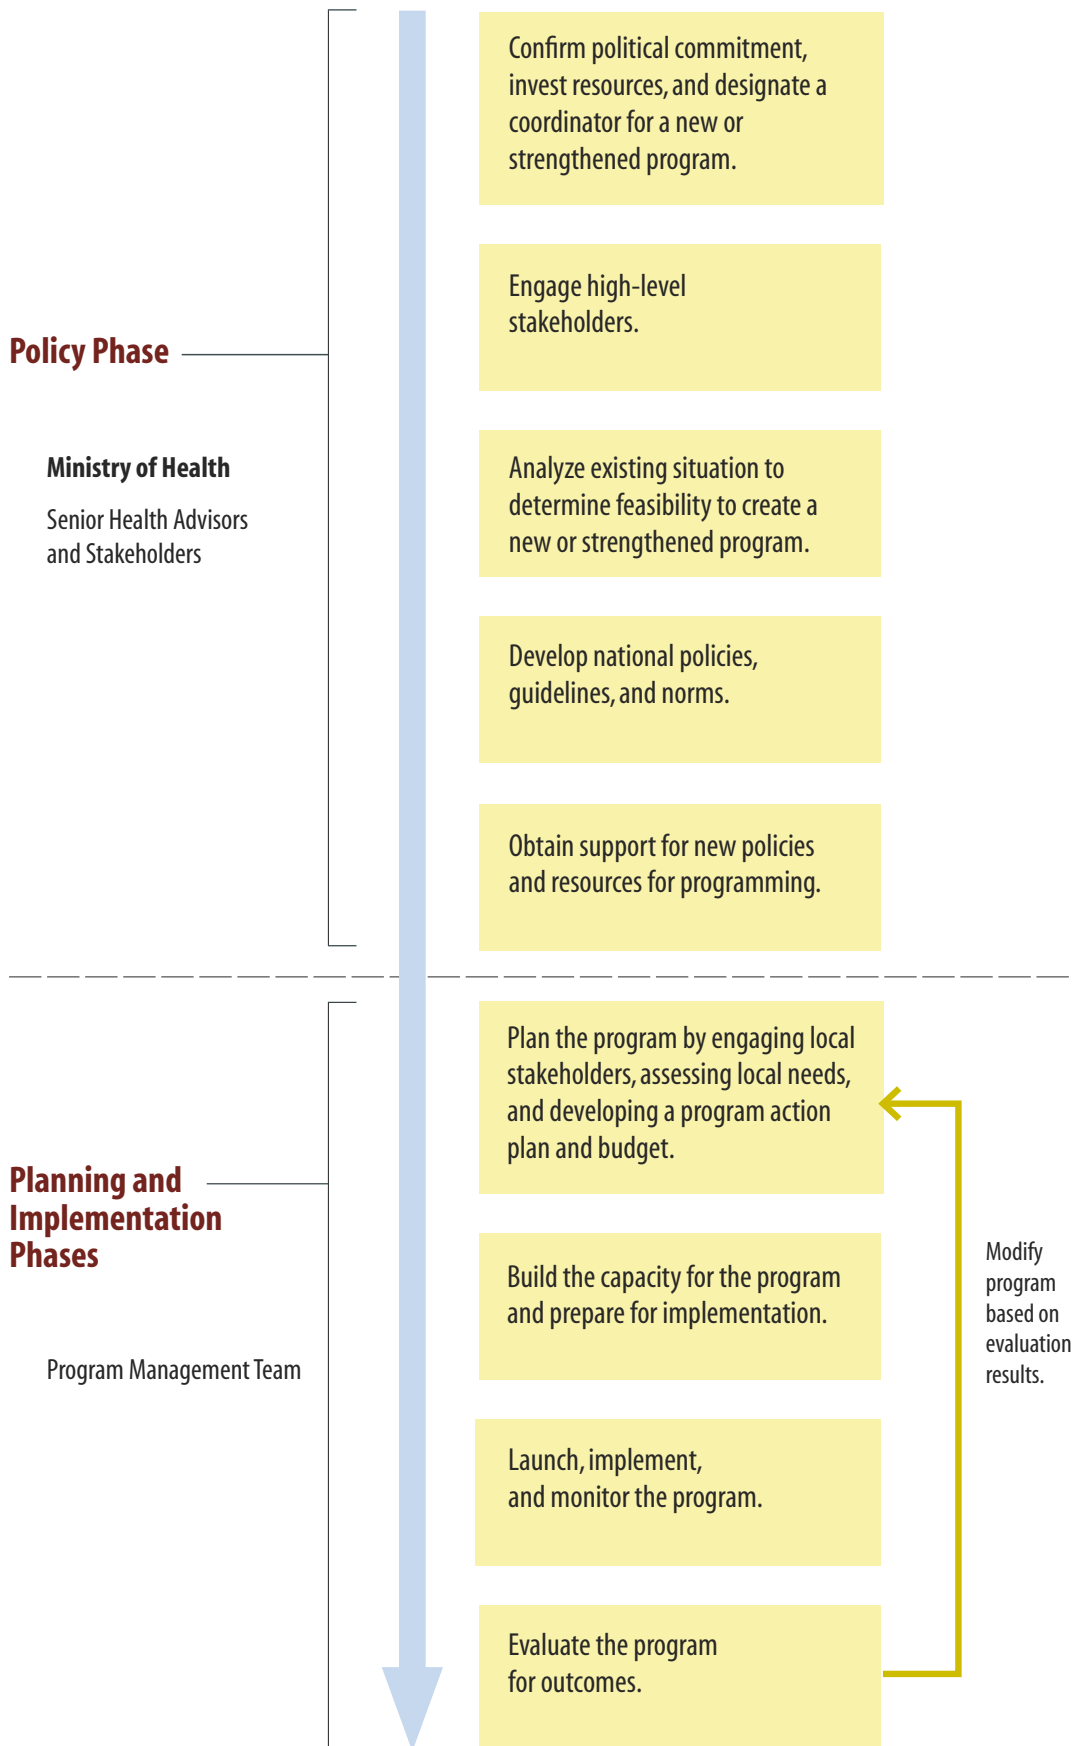 Confirm political commitment,
invest resources, and designate a
coordinator for a new or
strengthened program.
Engage high-level
stakeholders.
Policy Phase
Ministry of Health
Senior Health Advisors
and Stakeholders
Analyze existing situation to
determine feasibility to create a
new or strengthened program.
Develop national policies,
guidelines, and norms.
Obtain support for new policies
and resources for programming.
Plan the program by engaging local
stakeholders, assessing local needs,
and developing a program action
plan and budget.
Planning and
Implementation
Phases
Program Management Team
Build the capacity for the program
and prepare for implementation.
Modify
program
based on
evaluation
results.
Launch, implement,
and monitor the program.
Evaluate the program
for outcomes.